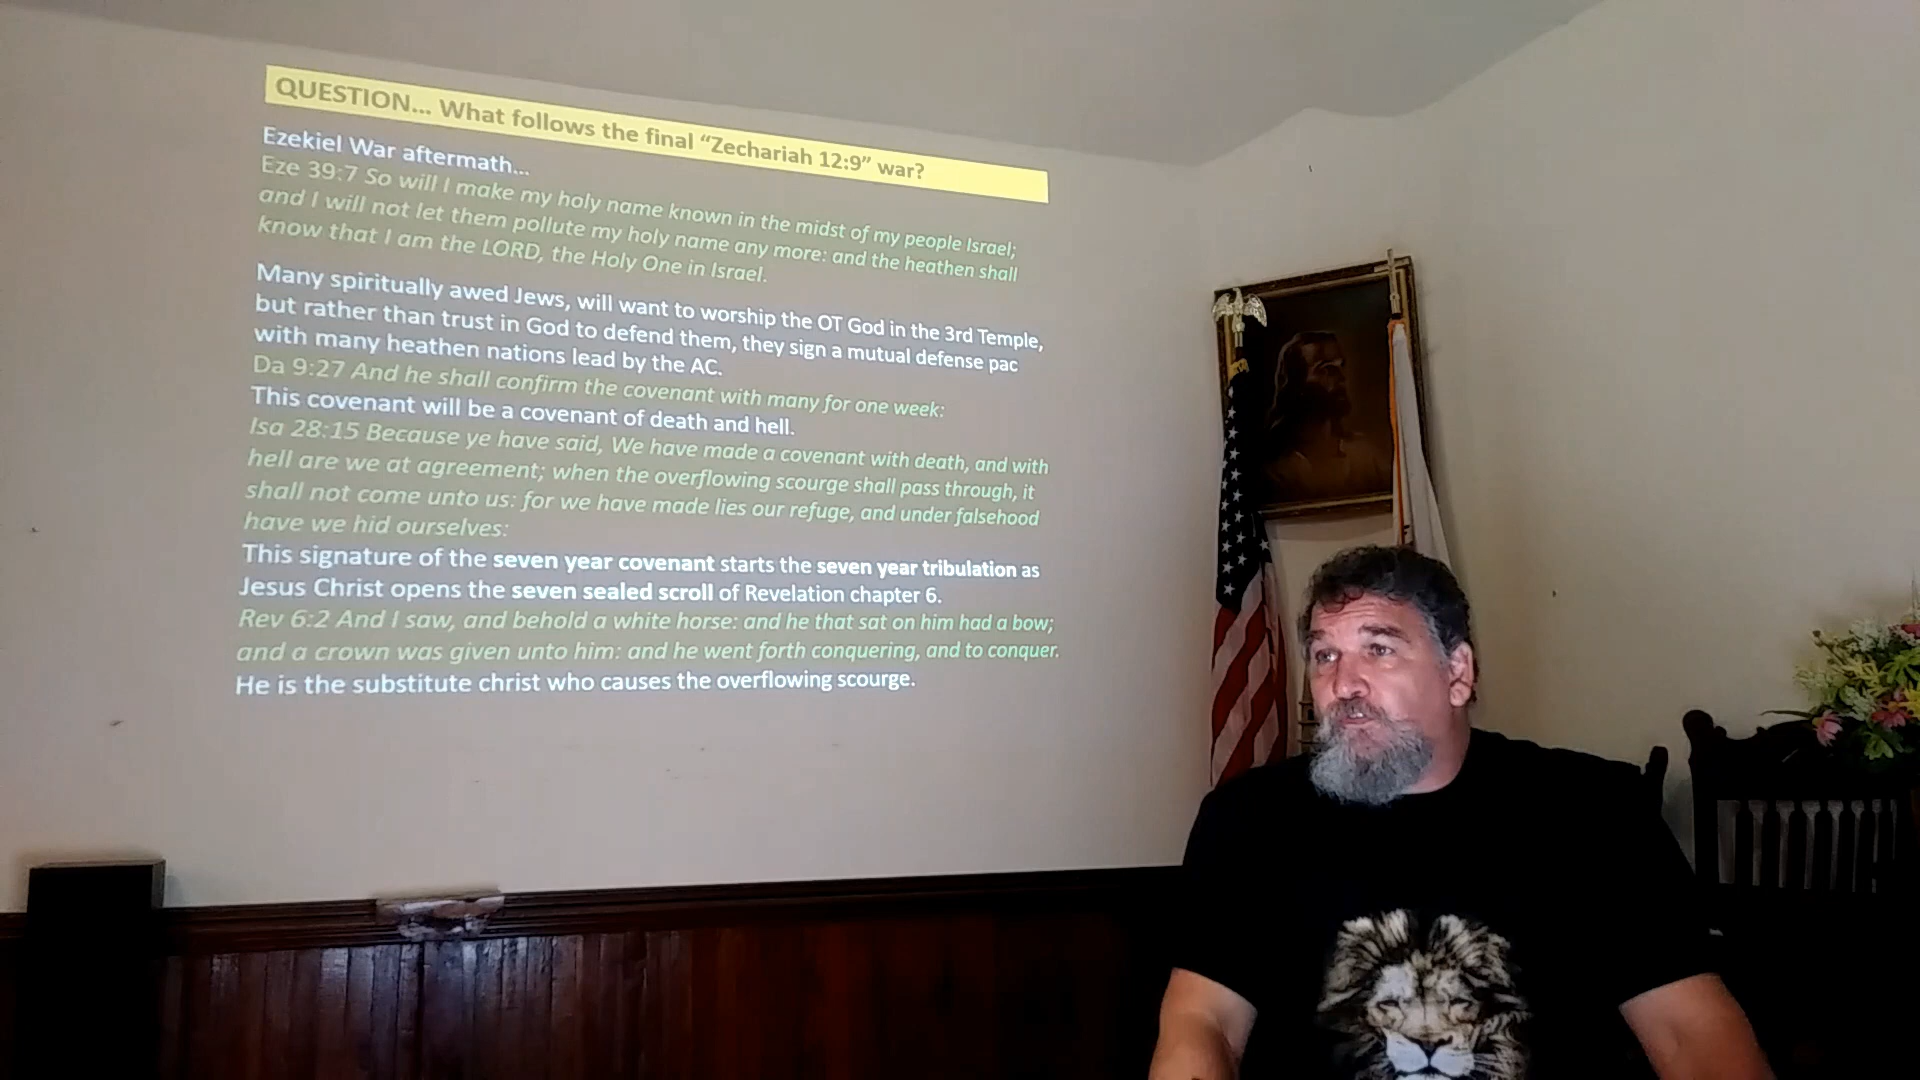 QUESTION... What follows the final “Zechariah 12:9” war?
Ezekiel War aftermath...
Eze 39:7 So will I make my holy name known in the midst of my people Israel;
and I will not let them pollute my holy name any more: and the heathen shall
know that I am the LORD, the Holy One in Israel.
Many spiritually awed Jews, will want to worship the OT God in the 3rd Temple,
but rather than trust in God to defend them, they sign a mutual defense pac
with many heathen nations lead by the AC.
Da 9:27 And he shall confirm the covenant with many for one week:
This covenant will be a covenant of death and hell.
Isa 28:15 Because ye have said, We have made a covenant with death, and with
hell are we at agreement; when the overflowing scourge shall pass through, it
shall not come unto us: for we have made lies our refuge, and under falsehood
have we hid ourselves:
This signature of the seven year covenant starts the seven year tribulation as
Jesus Christ opens the seven sealed scroll of Revelation chapter 6.
Rev 6:2 And I saw, and behold a white horse: and he that sat on him had a bow;
and a crown was given unto him: and he went forth conquering, and to conquer.
He is the substitute christ who causes the overflowing scourge.